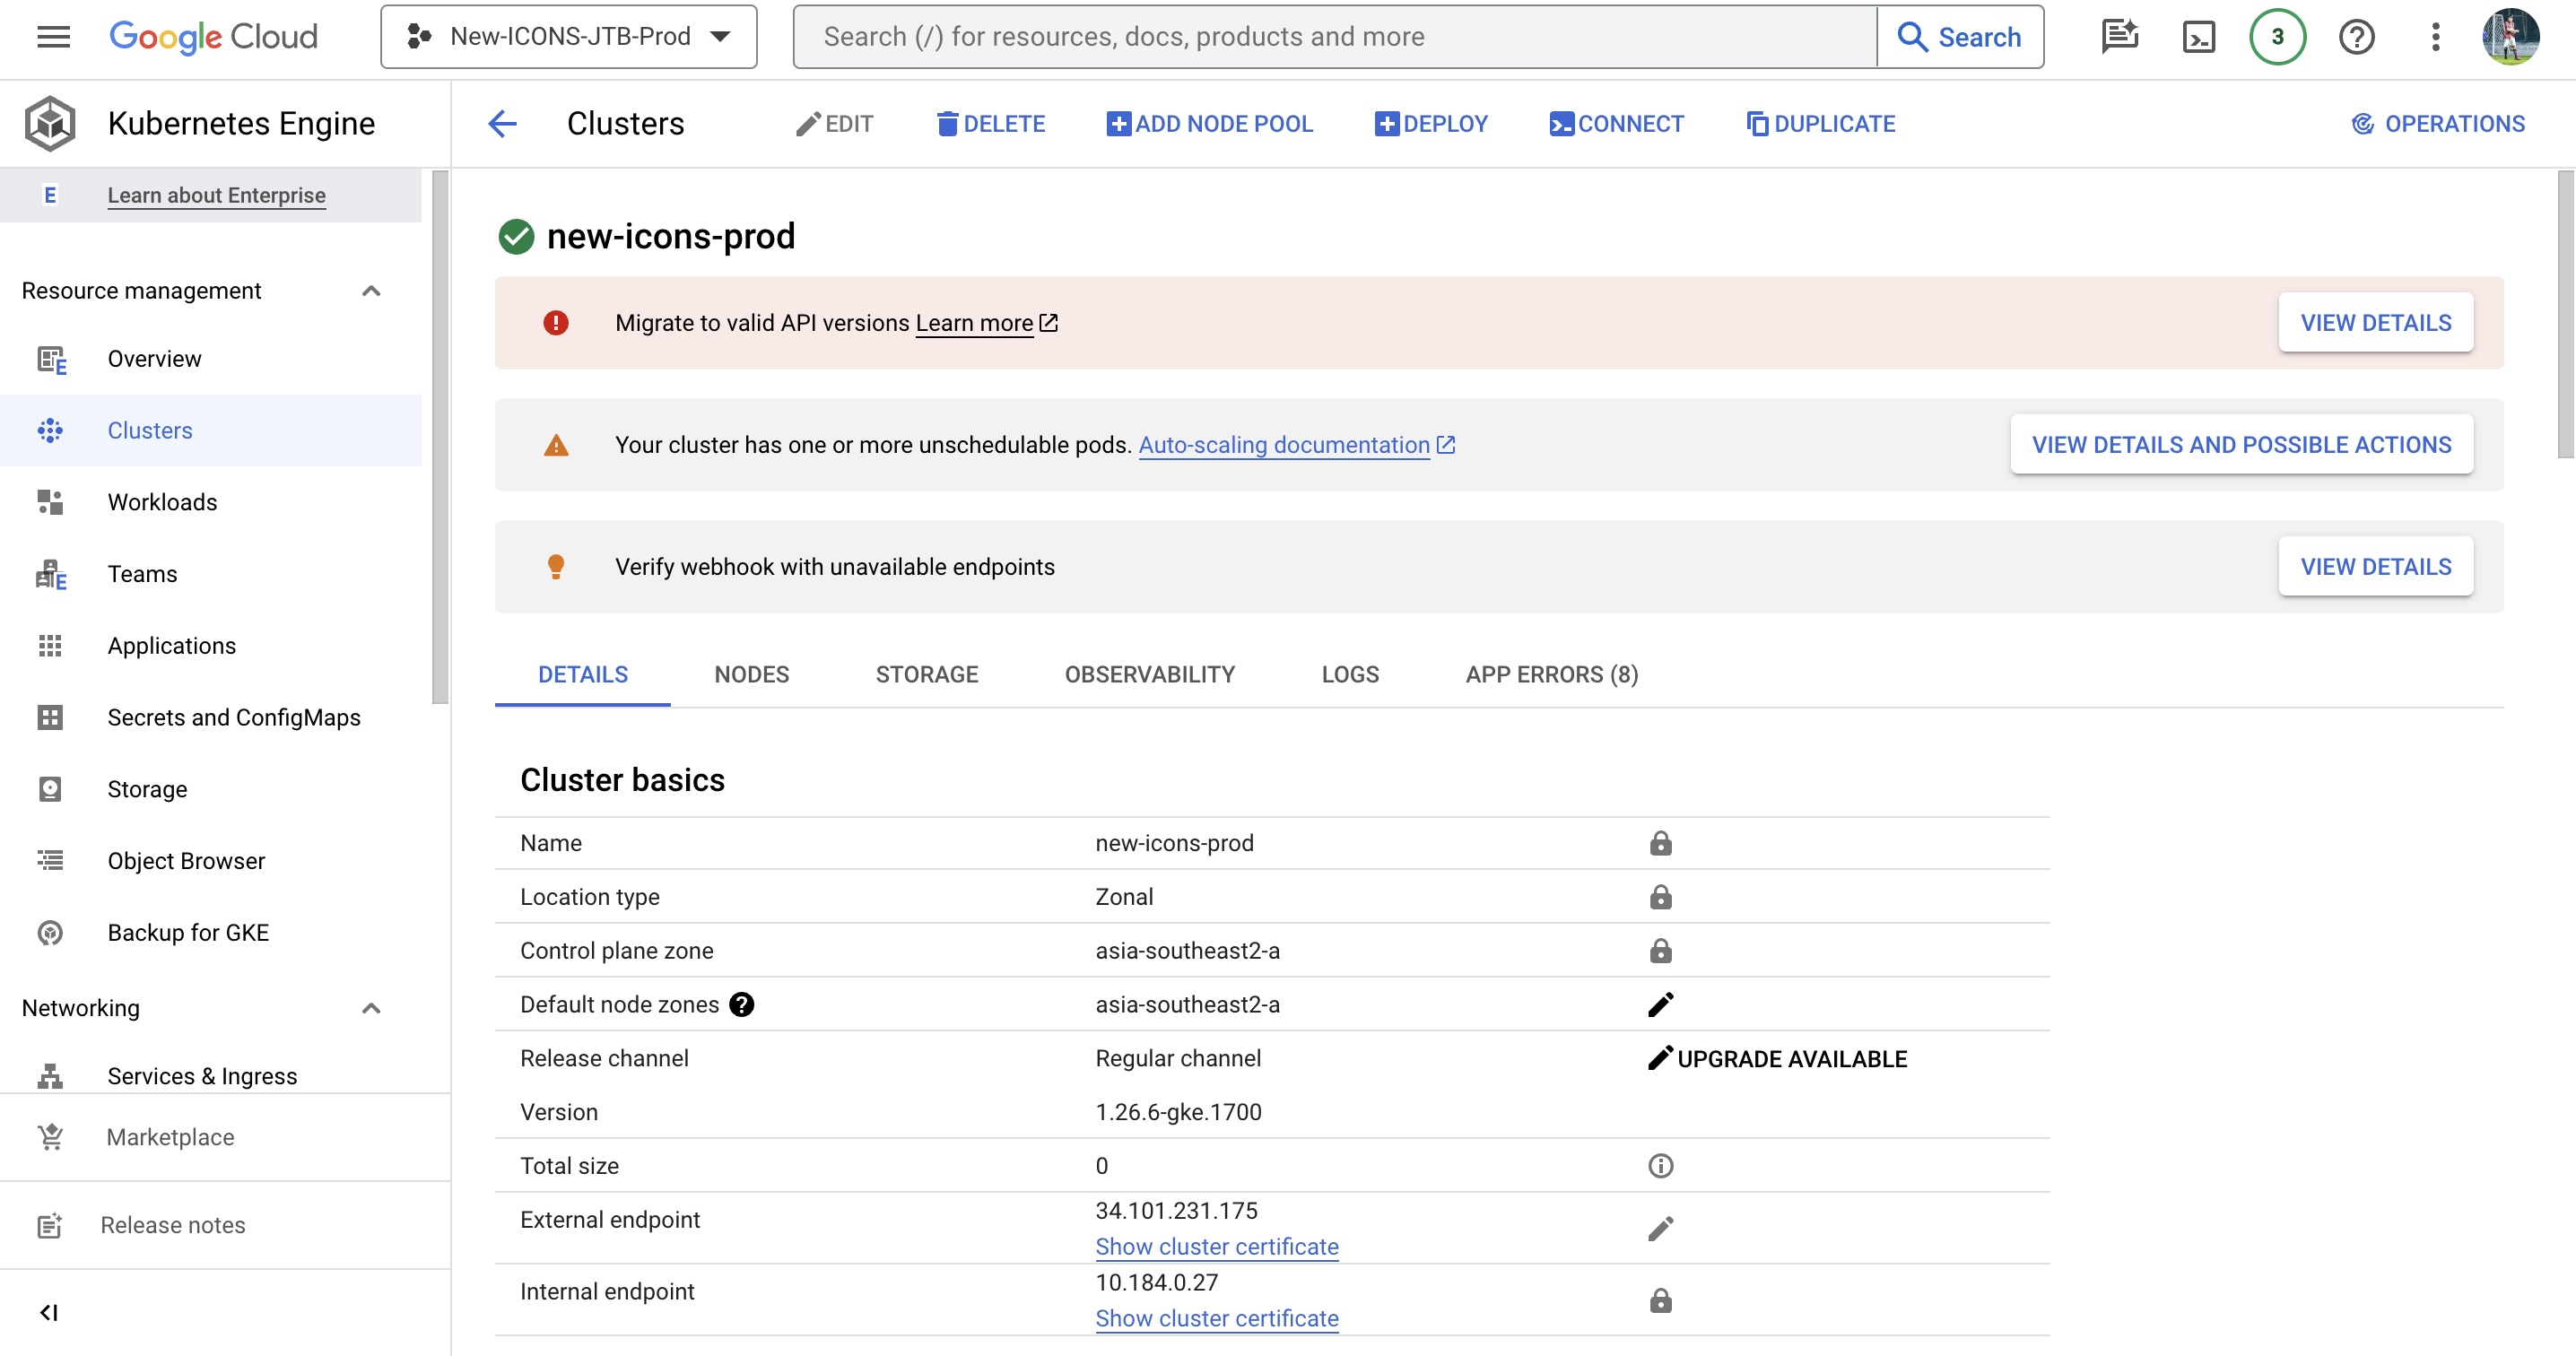 Google Cloud
New-ICONS-JTB-Prod
Search (/) for resources, docs, products and more
Search
3
Kubernetes Engine
Clusters
EDIT
DELETE
ADD NODE POOL
DEPLOY
CONNECT
DUPLICATE
OPERATIONS
E
Learn about Enterprise
Resource management
E
Overview
Clusters
Workloads
E
Teams
Applications
Secrets and ConfigMaps
Storage
Object Browser
Backup for GKE
Networking
Services & Ingress
Marketplace
Release notes
new-icons-prod
Migrate to valid API versions Learn more
VIEW DETAILS
Your cluster has one or more unschedulable pods. Auto-scaling documentation
VIEW DETAILS AND POSSIBLE ACTIONS
Verify webhook with unavailable endpoints
VIEW DETAILS
DETAILS
NODES
STORAGE
OBSERVABILITY
LOGS
APP ERRORS (8)
Cluster basics
Name new-icons-prod
Location type Zonal
Control plane zone asia-southeast2-a
Default node zones asia-southeast2-a
Release channel Regular channel UPGRADE AVAILABLE
Version 1.26.6-gke.1700
Total size 0
External endpoint 34.101.231.175
Show cluster certificate
Internal endpoint 10.184.0.27
Show cluster certificate